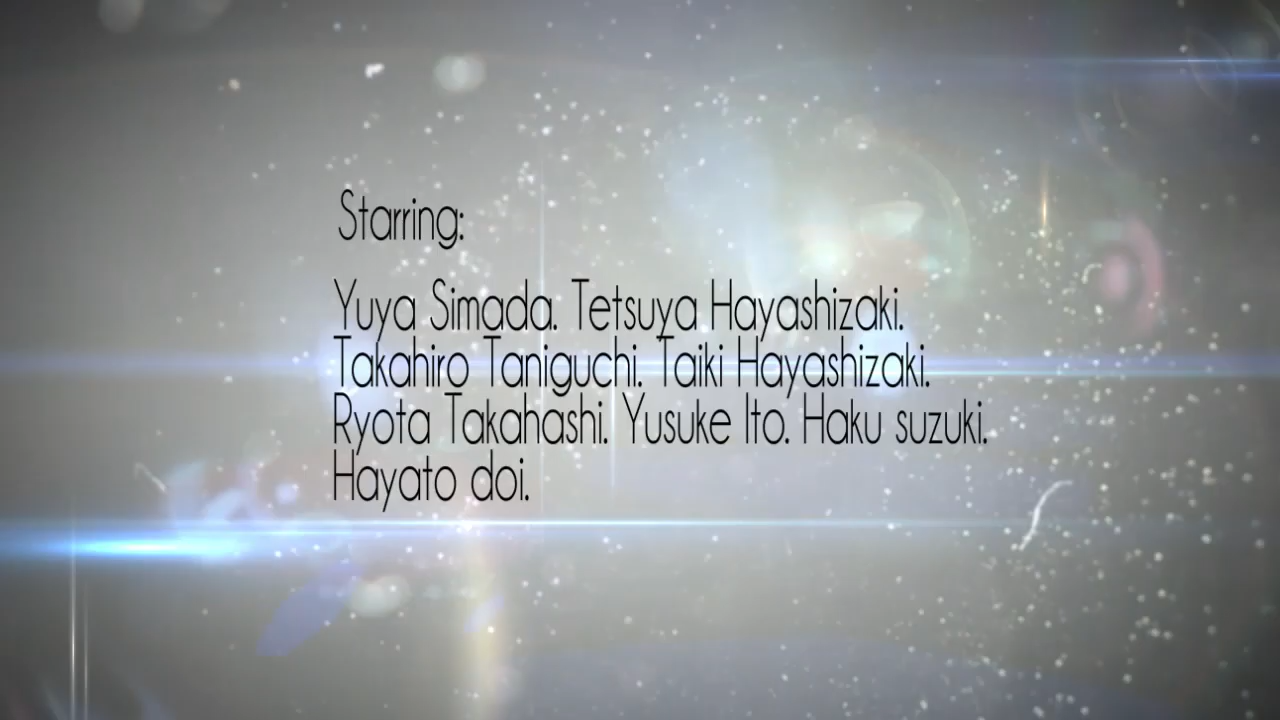 Starring:
Yuya Simada. Tetsuya Hayashizaki.
Takahiro Taniguchi. Taiki Hayashizaki.
Ryota Takahashi. Yusuke Ito. Haku suzuki.
Hayato doi.